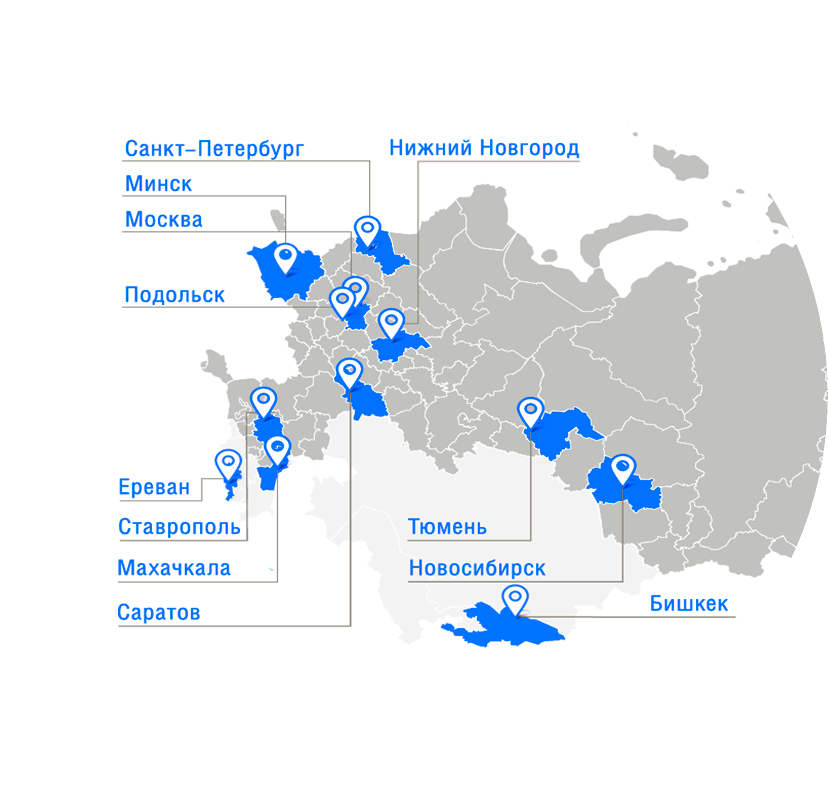 Санкт–Петербург
Нижний Новгород
Минск
Москва
Подольск
Ереван
Ставрополь
Тюмень
Махачкала
Новосибирск
Саратов
Бишкек